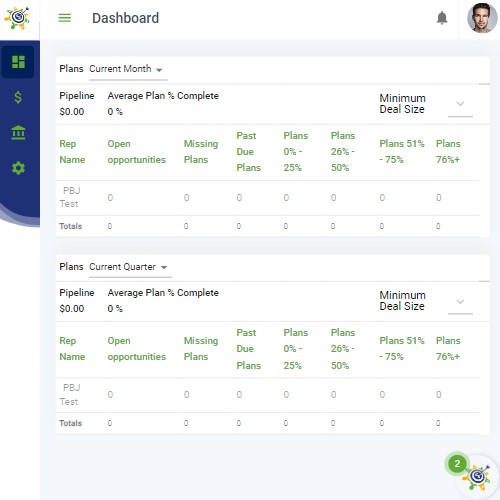 Dashboard
Plans Current Month
Pipeline Average Plan % Complete Minimum
$0.00 0 % Deal Size
Rep Name Open opportunities Missing Plans Past Due Plans Plans 0% - 25% Plans 26% - 50% Plans 51% - 75% Plans 76%+
PBJ Test 0 0 0 0 0 0 0
Totals 0 0 0 0 0 0 0
Plans Current Quarter
Pipeline Average Plan % Complete Minimum
$0.00 0 % Deal Size
Rep Name Open opportunities Missing Plans Past Due Plans Plans 0% - 25% Plans 26% - 50% Plans 51% - 75% Plans 76%+
PBJ Test 0 0 0 0 0 0 0
Totals 0 0 0 0 0 0 0
2